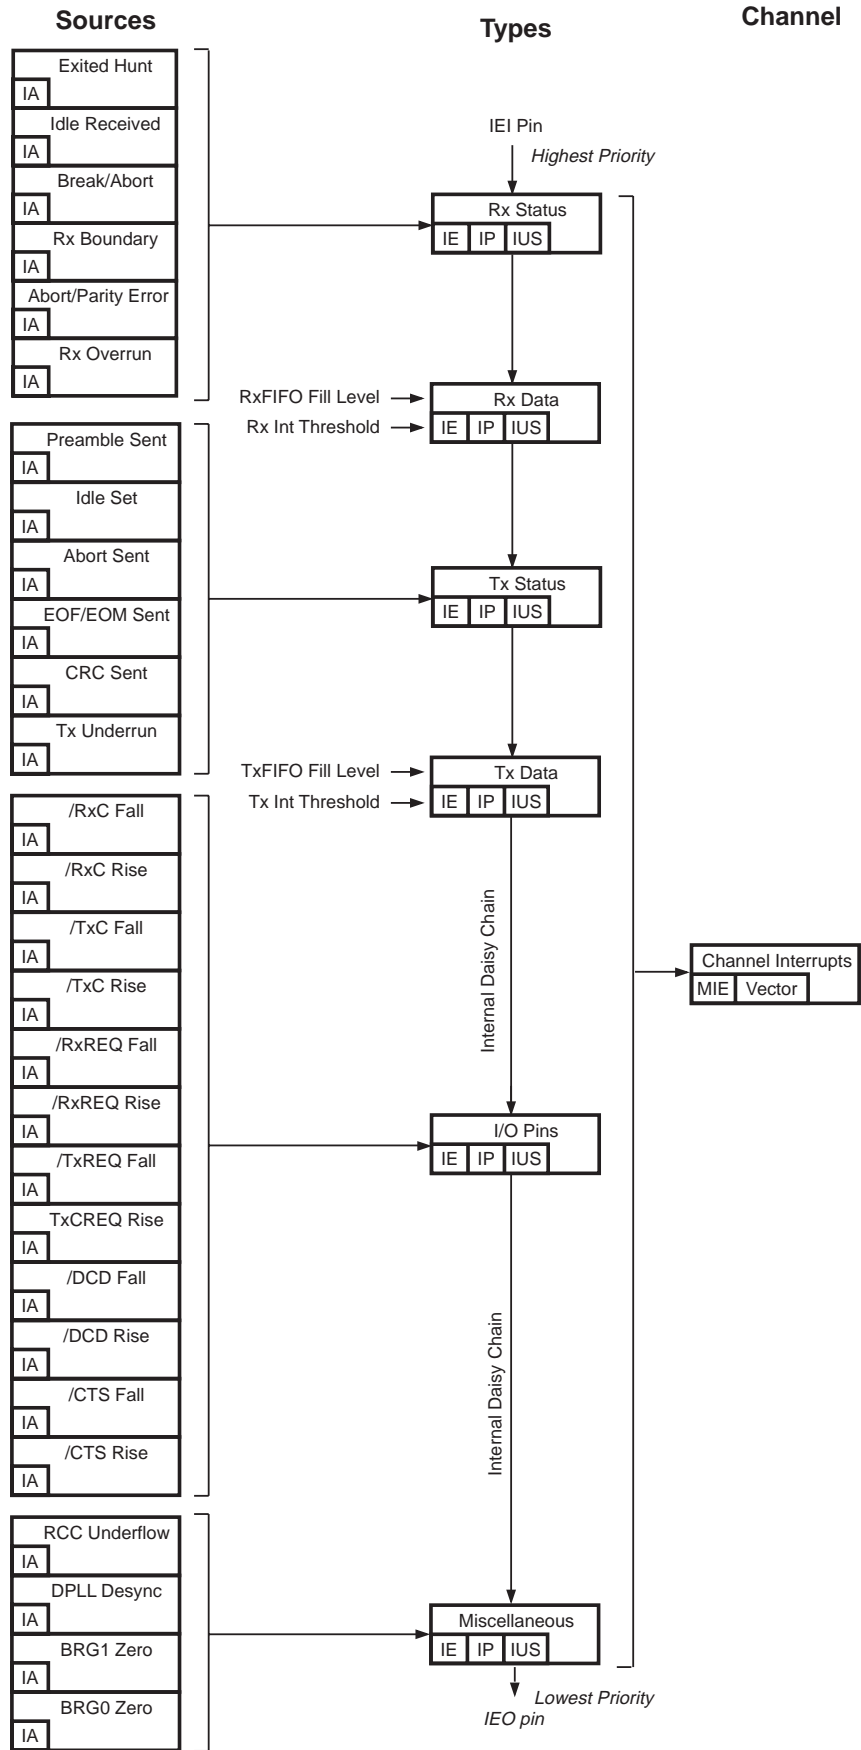 Sources
Types
Channel
Exited Hunt
IA
Idle Received
IA
Break/Abort
IA
Rx Boundary
IA
Abort/Parity Error
IA
Rx Overrun
IA
Preamble Sent
IA
Idle Set
IA
Abort Sent
IA
EOF/EOM Sent
IA
CRC Sent
IA
Tx Underrun
IA
/RxC Fall
IA
/RxC Rise
IA
/TxC Fall
IA
/TxC Rise
IA
/RxREQ Fall
IA
/RxREQ Rise
IA
/TxREQ Fall
IA
TxCREQ Rise
IA
/DCD Fall
IA
/DCD Rise
IA
/CTS Fall
IA
/CTS Rise
IA
RCC Underflow
IA
DPLL Desync
IA
BRG1 Zero
IA
BRG0 Zero
IA
IEI Pin
Highest Priority
Rx Status
IE IP IUS
RxFIFO Fill Level
Rx Int Threshold
Rx Data
IE IP IUS
Tx Status
IE IP IUS
TxFIFO Fill Level
Tx Int Threshold
Tx Data
IE IP IUS
Internal Daisy Chain
I/O Pins
IE IP IUS
Internal Daisy Chain
Miscellaneous
IE IP IUS
Lowest Priority
IEO pin
Channel Interrupts
MIE Vector